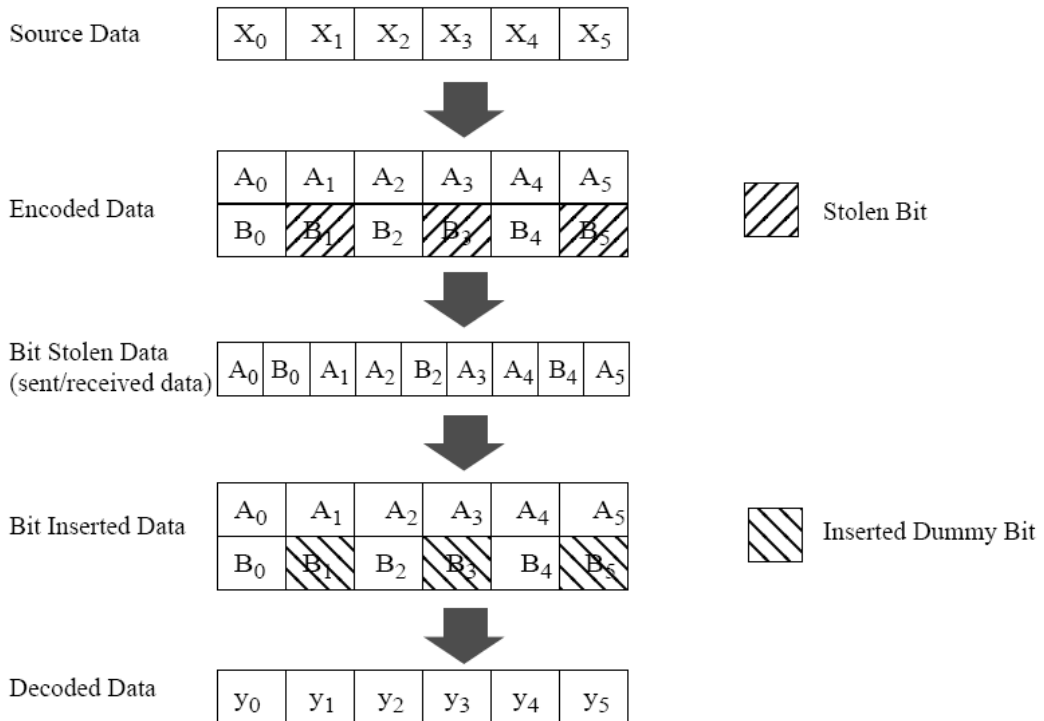 Source Data
X₀ X₁ X₂ X₃ X₄ X₅
A₀ A₁ A₂ A₃ A₄ A₅
Encoded Data
B₀ B₁ B₂ B₃ B₄ B₅
Stolen Bit
Bit Stolen Data
(sent/received data)
A₀ B₀ A₁ A₂ B₂ A₃ A₄ B₄ A₅
A₀ A₁ A₂ A₃ A₄ A₅
Bit Inserted Data
B₀ B₁ B₂ B₃ B₄ B₅
Inserted Dummy Bit
Decoded Data
y₀ y₁ y₂ y₃ y₄ y₅